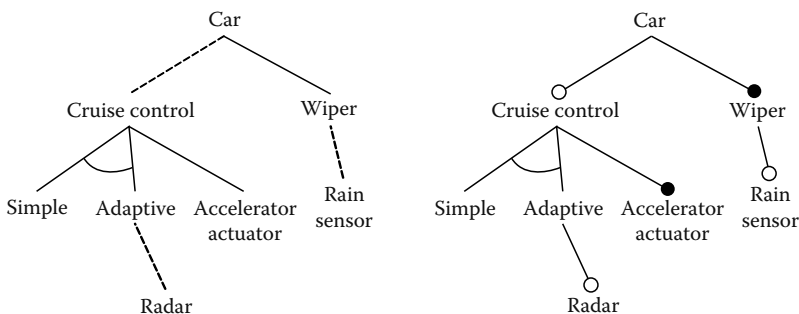 Car
Cruise control
Wiper
Simple
Adaptive
Accelerator
actuator
Rain
sensor
Radar
Car
Cruise control
Wiper
Simple
Adaptive
Accelerator
actuator
Rain
sensor
Radar